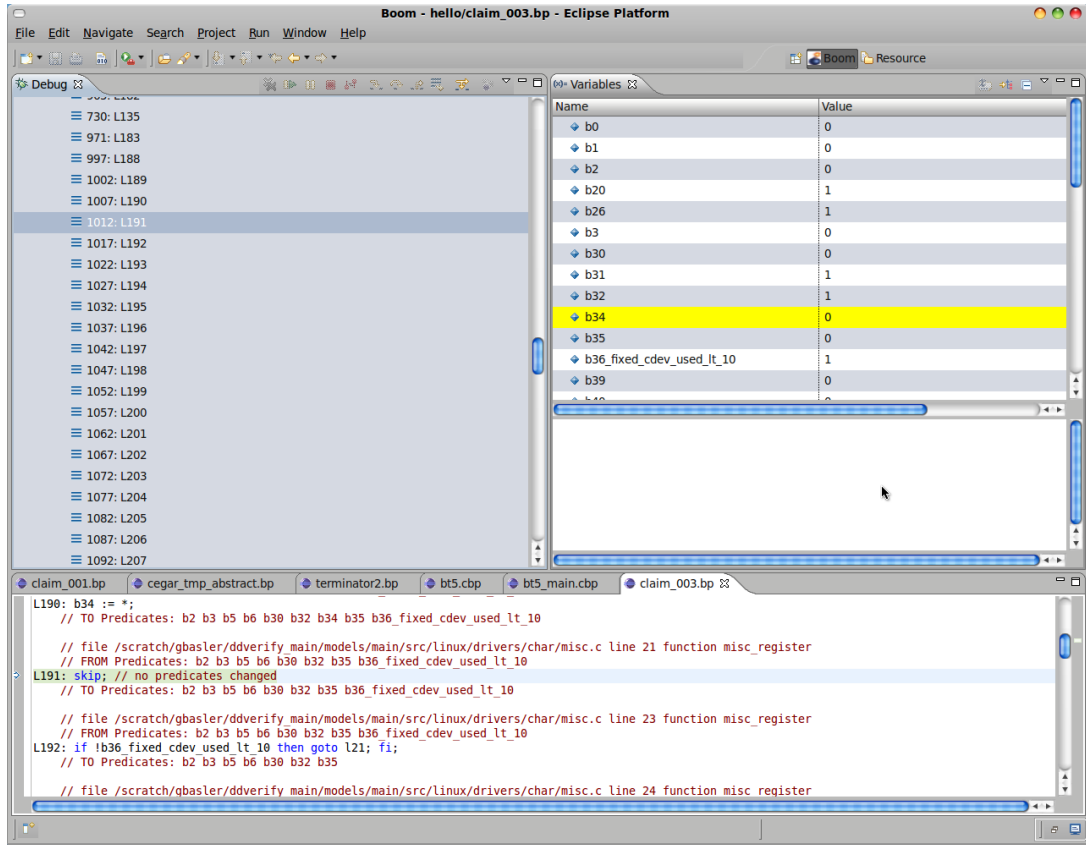 Boom - hello/claim_003.bp - Eclipse Platform
File Edit Navigate Search Project Run Window Help
Boom Resource
Debug
730: L135
971: L183
997: L188
1002: L189
1007: L190
1012: L191
1017: L192
1022: L193
1027: L194
1032: L195
1037: L196
1042: L197
1047: L198
1052: L199
1057: L200
1062: L201
1067: L202
1072: L203
1077: L204
1082: L205
1087: L206
1092: L207
(x)= Variables
Name Value
b0 0
b1 0
b2 0
b20 1
b26 1
b3 0
b30 0
b31 1
b32 1
b34 0
b35 0
b36_fixed_cdev_used_lt_10 1
b39 0
claim_001.bp cegar_tmp_abstract.bp terminator2.bp bt5.cbp bt5_main.cbp claim_003.bp
L190: b34 := *;
// TO Predicates: b2 b3 b5 b6 b30 b32 b34 b35 b36_fixed_cdev_used_lt_10
// file /scratch/gbasler/ddverify_main/models/main/src/linux/drivers/char/misc.c line 21 function misc_register
// FROM Predicates: b2 b3 b5 b6 b30 b32 b35 b36_fixed_cdev_used_lt_10
L191: skip; // no predicates changed
// TO Predicates: b2 b3 b5 b6 b30 b32 b35 b36_fixed_cdev_used_lt_10
// file /scratch/gbasler/ddverify_main/models/main/src/linux/drivers/char/misc.c line 23 function misc_register
// FROM Predicates: b2 b3 b5 b6 b30 b32 b35 b36_fixed_cdev_used_lt_10
L192: if !b36_fixed_cdev_used_lt_10 then goto l21; fi;
// TO Predicates: b2 b3 b5 b6 b30 b32 b35
// file /scratch/gbasler/ddverify_main/models/main/src/linux/drivers/char/misc.c line 24 function misc_register